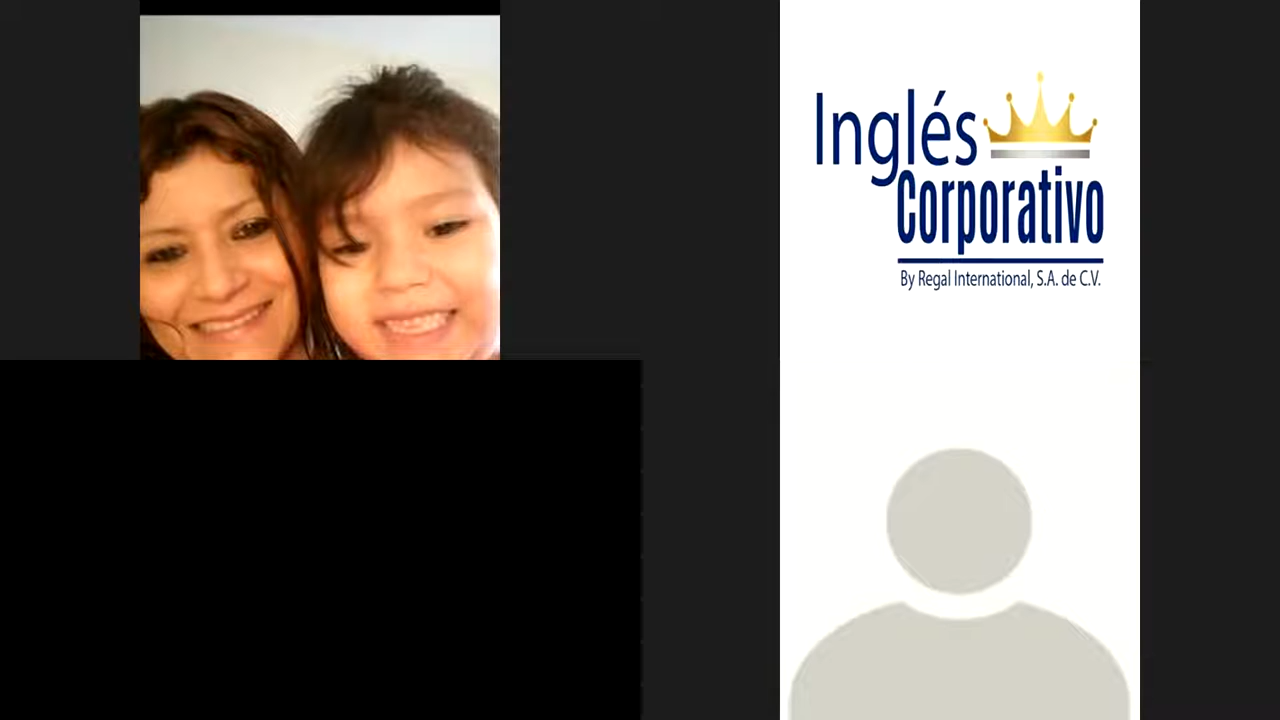 Inglés
Corporativo
By Regal International, S.A. de C.V.